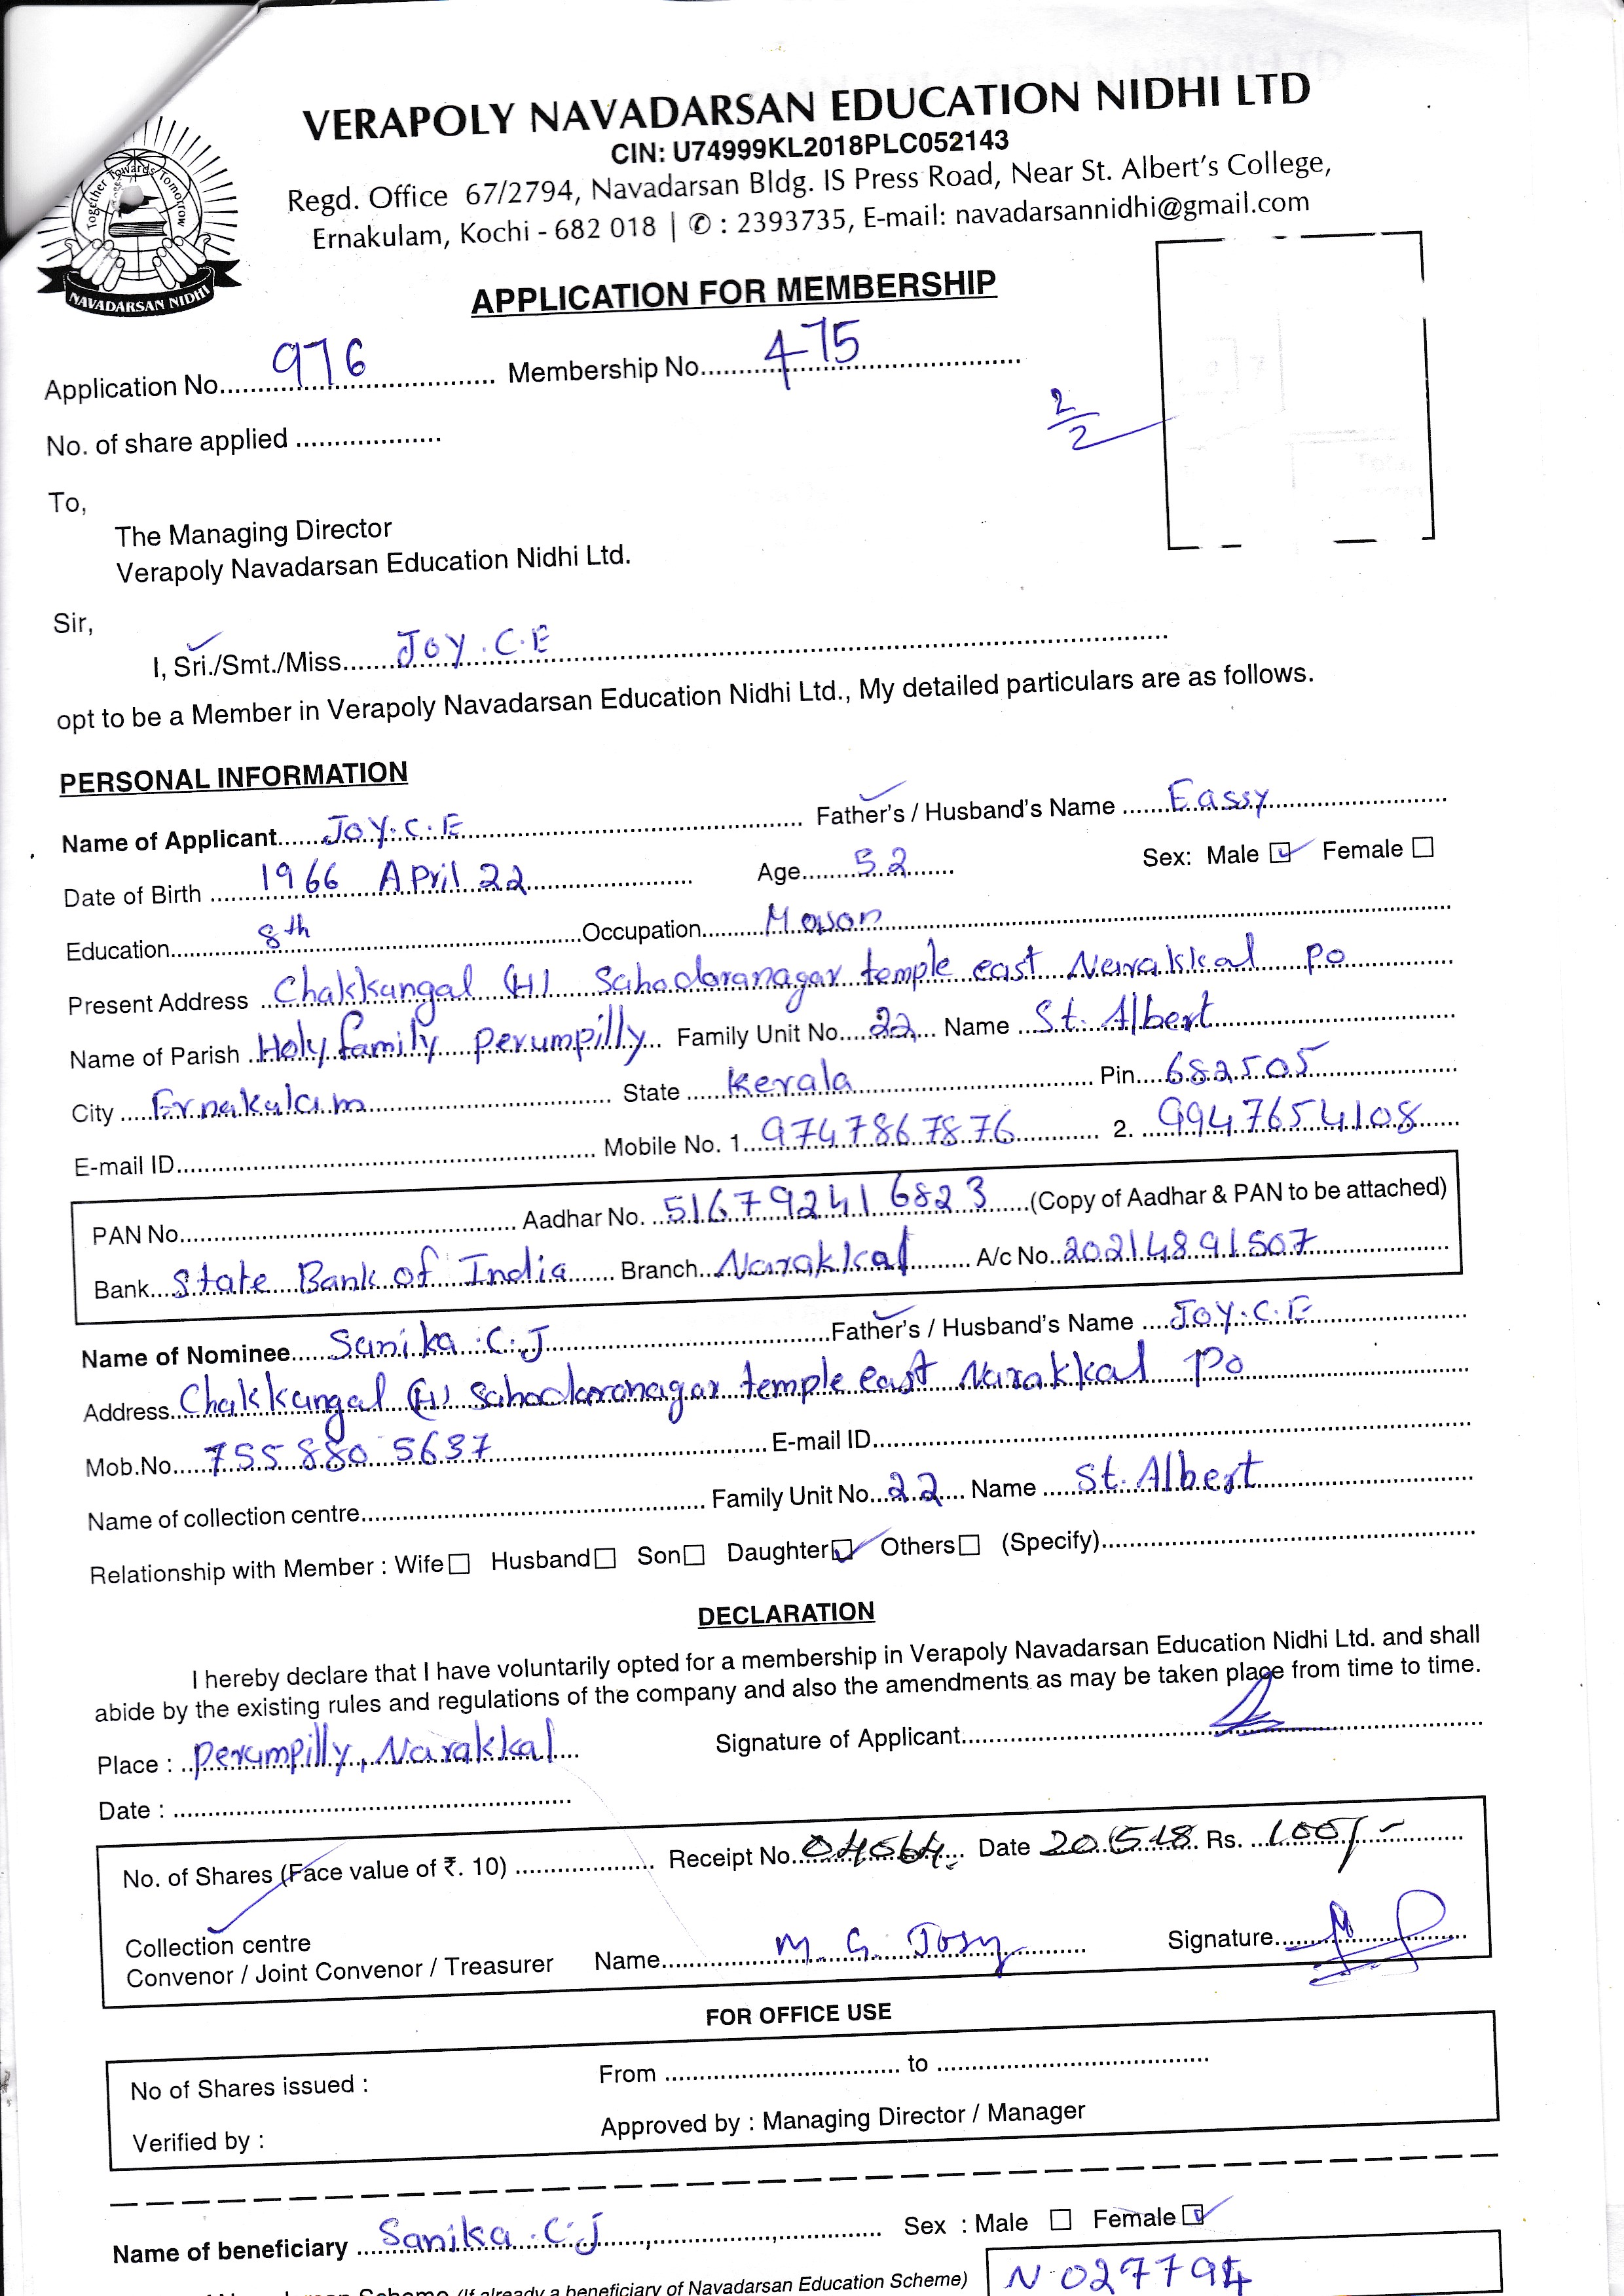 Together Towards Tomorrow
NAVADARSAN NIDHI
VERAPOLY NAVADARSAN EDUCATION NIDHI LTD
CIN: U74999KL2018PLC052143
Regd. Office 67/2794, Navadarsan Bldg. IS Press Road, Near St. Albert's College,
Ernakulam, Kochi - 682 018 | ✆ : 2393735, E-mail: navadarsannidhi@gmail.com
APPLICATION FOR MEMBERSHIP
Application No. 976 Membership No. 475
2/2
No. of share applied
To,
The Managing Director
Verapoly Navadarsan Education Nidhi Ltd.
Sir,
I, Sri./Smt./Miss. JOY.C.E
opt to be a Member in Verapoly Navadarsan Education Nidhi Ltd., My detailed particulars are as follows.
PERSONAL INFORMATION
Name of Applicant JOY.C.E Father's / Husband's Name Eassy
Date of Birth 1966 April 22 Age 52 Sex: Male ☑ Female ☐
Education 8th Occupation Mason
Present Address Chakkangal (H) Sahodaranagar temple east Narakkal Po
Name of Parish Holy family Perumpilly Family Unit No. 22 Name St. Albert
City Ernakulam State Kerala Pin 682505
E-mail ID Mobile No. 1. 9747867876 2. 9947654108
PAN No. Aadhar No. 516792416823 (Copy of Aadhar & PAN to be attached)
Bank State Bank of India Branch Narakkal A/c No. 20214891507
Name of Nominee Sanika .C.J Father's / Husband's Name JOY.C.E
Address Chakkangal (H) Sahodaranagar temple east Narakkal Po
Mob.No. 755 880 5637 E-mail ID
Name of collection centre Family Unit No. 22 Name St. Albert
Relationship with Member : Wife ☐ Husband ☐ Son ☐ Daughter ☑ Others ☐ (Specify)
DECLARATION
I hereby declare that I have voluntarily opted for a membership in Verapoly Navadarsan Education Nidhi Ltd. and shall
abide by the existing rules and regulations of the company and also the amendments as may be taken place from time to time.
Place : Perumpilly, Narakkal Signature of Applicant
Date :
No. of Shares (Face value of ₹. 10) Receipt No. 04064 Date 20.5.18 Rs. 100/-
Collection centre
Convenor / Joint Convenor / Treasurer Name M. G. Josy Signature
FOR OFFICE USE
No of Shares issued : From to
Verified by : Approved by : Managing Director / Manager
Name of beneficiary Sanika .C.J Sex : Male ☐ Female ☑
(If already a beneficiary of Navadarsan Education Scheme) N 027794